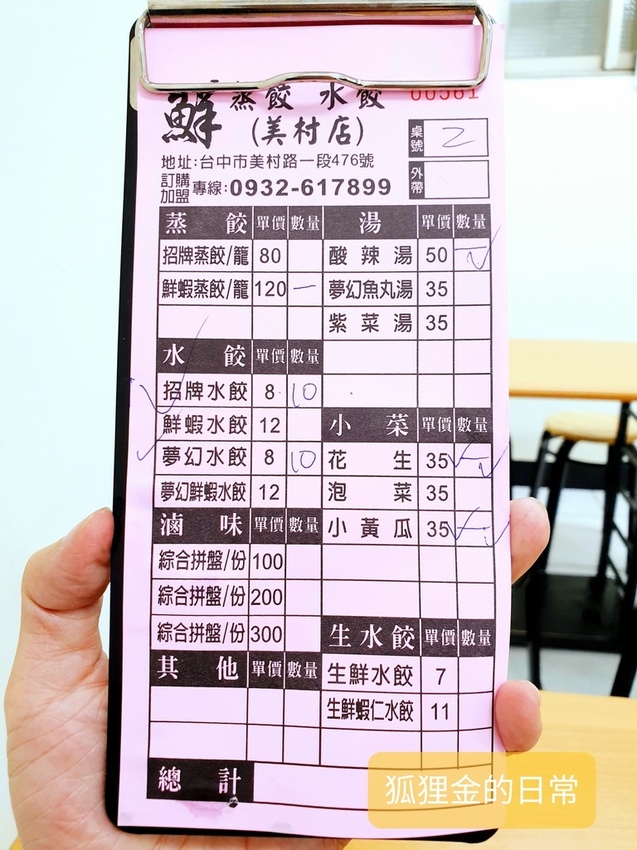 00561
鮮 蒸餃 水餃
(美村店)
桌號 2
地址:台中市美村路一段476號
外帶
訂購加盟專線:0932-617899
蒸餃 單價 數量 湯 單價 數量
招牌蒸餃/籠 80 酸辣湯 50
鮮蝦蒸餃/籠 120 一 夢幻魚丸湯 35
紫菜湯 35
水餃 單價 數量
招牌水餃 8 10
鮮蝦水餃 12 小菜 單價 數量
夢幻水餃 8 10 花生 35
夢幻鮮蝦水餃 12 泡菜 35
滷味 單價 數量 小黃瓜 35
綜合拼盤/份 100
綜合拼盤/份 200
綜合拼盤/份 300 生水餃 單價 數量
其他 單價 數量 生鮮水餃 7
生鮮蝦仁水餃 11
總計
狐狸金的日常